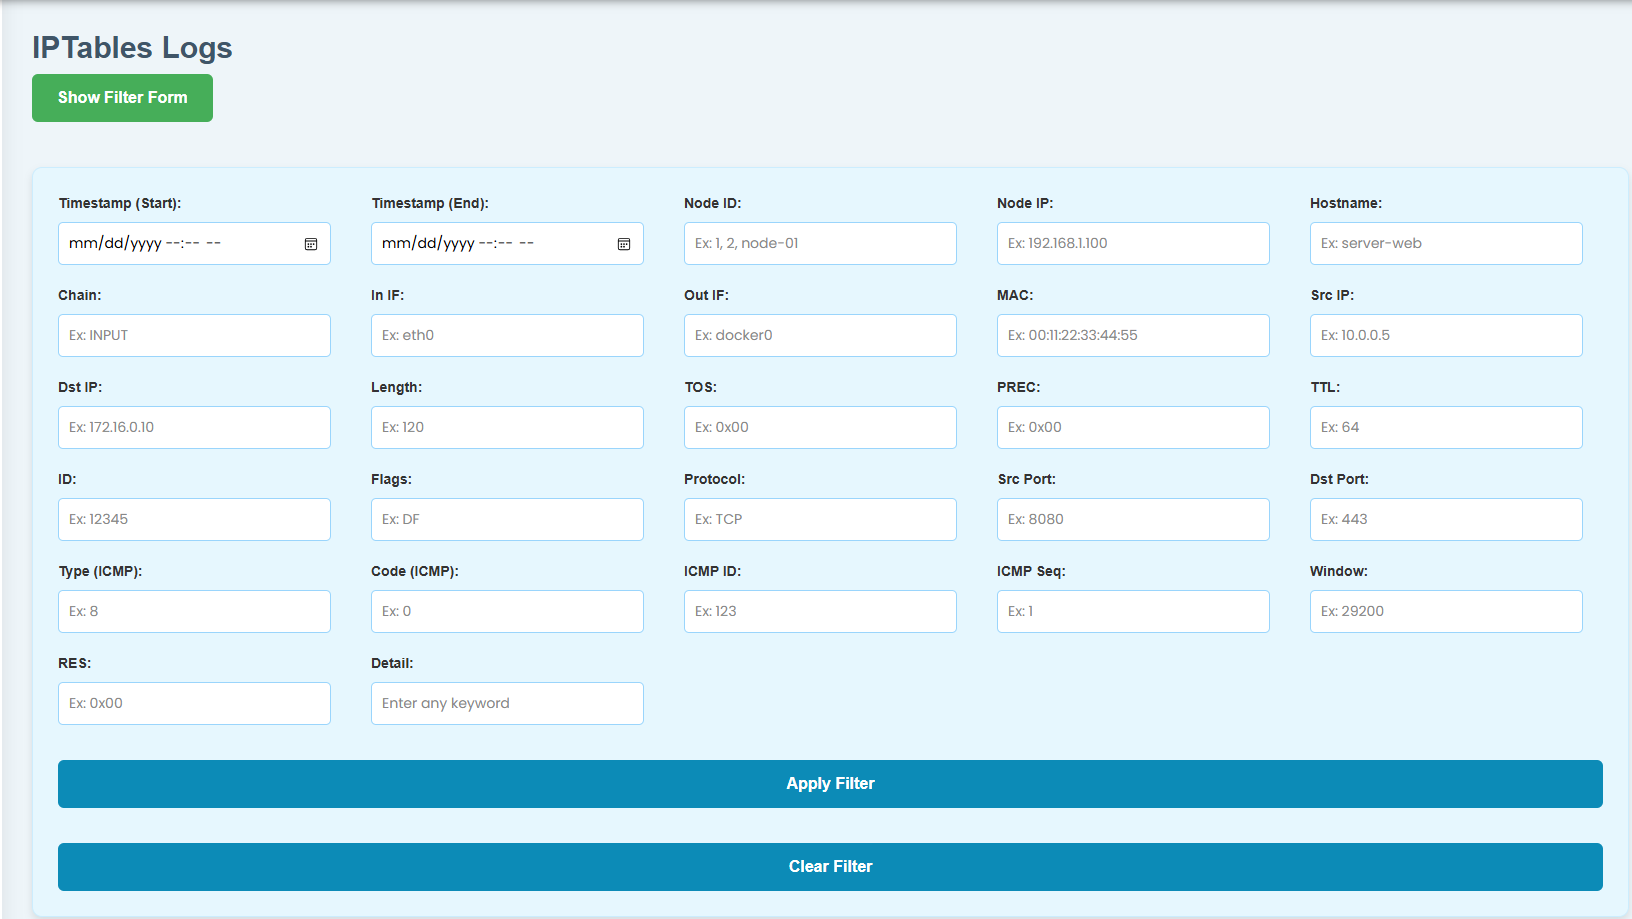 IPTables Logs
Show Filter Form
Timestamp (Start): Timestamp (End): Node ID: Node IP: Hostname:
mm/dd/yyyy --:-- -- mm/dd/yyyy --:-- -- Ex: 1, 2, node-01 Ex: 192.168.1.100 Ex: server-web
Chain: In IF: Out IF: MAC: Src IP:
Ex: INPUT Ex: eth0 Ex: docker0 Ex: 00:11:22:33:44:55 Ex: 10.0.0.5
Dst IP: Length: TOS: PREC: TTL:
Ex: 172.16.0.10 Ex: 120 Ex: 0x00 Ex: 0x00 Ex: 64
ID: Flags: Protocol: Src Port: Dst Port:
Ex: 12345 Ex: DF Ex: TCP Ex: 8080 Ex: 443
Type (ICMP): Code (ICMP): ICMP ID: ICMP Seq: Window:
Ex: 8 Ex: 0 Ex: 123 Ex: 1 Ex: 29200
RES: Detail:
Ex: 0x00 Enter any keyword
Apply Filter
Clear Filter